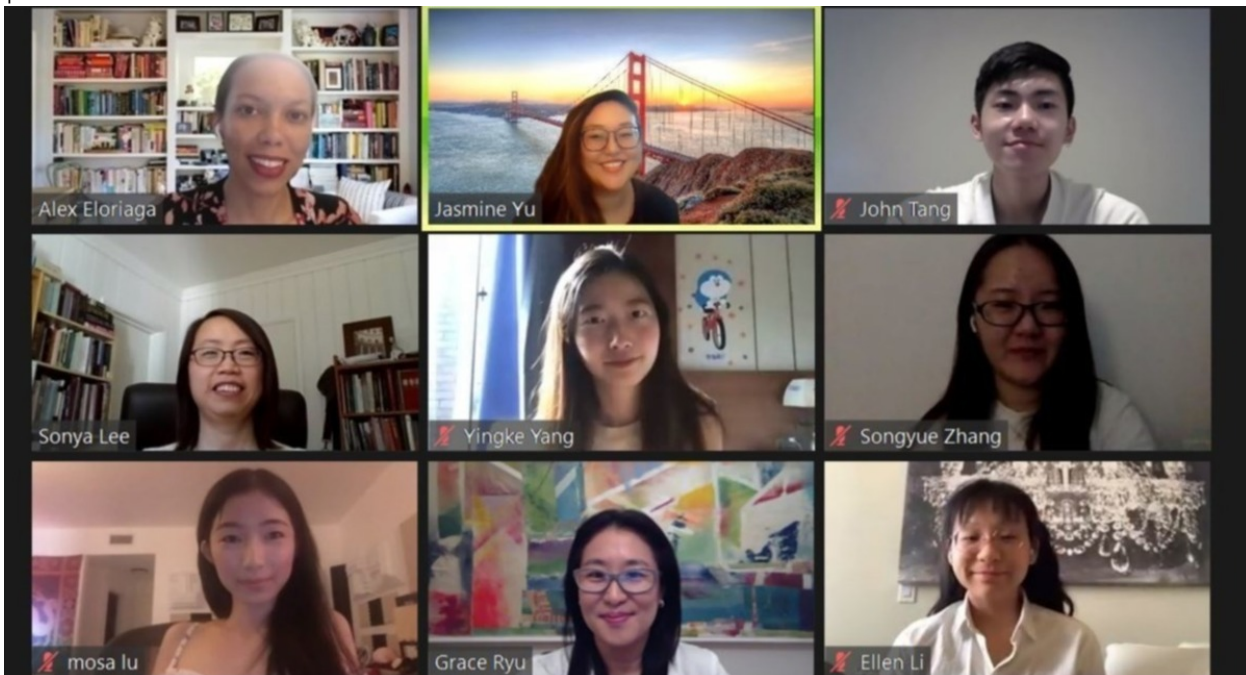 Alex Eloriaga
Jasmine Yu
John Tang
Sonya Lee
Yingke Yang
Songyue Zhang
mosa lu
Grace Ryu
Ellen Li